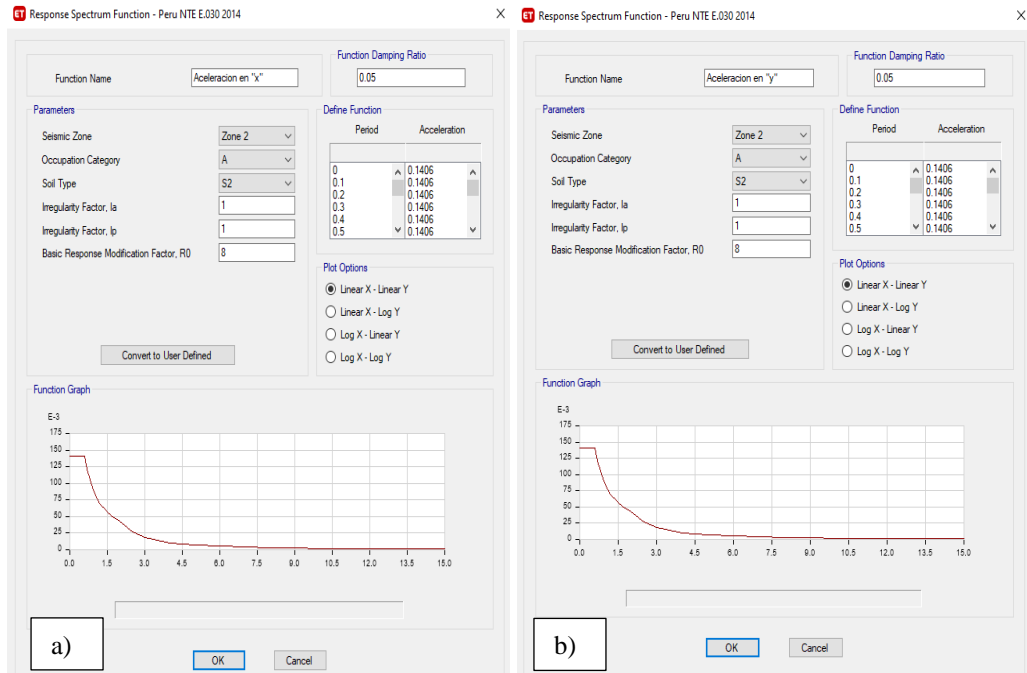 ET Response Spectrum Function - Peru NTE E.030 2014 X
Function Name Aceleracion en "x"
Function Damping Ratio
0.05
Parameters
Seismic Zone Zone 2
Occupation Category A
Soil Type S2
Irregularity Factor, Ia 1
Irregularity Factor, Ip 1
Basic Response Modification Factor, R0 8
Convert to User Defined
Define Function
Period Acceleration
0 0.1406
0.1 0.1406
0.2 0.1406
0.3 0.1406
0.4 0.1406
0.5 0.1406
Plot Options
Linear X - Linear Y
Linear X - Log Y
Log X - Linear Y
Log X - Log Y
Function Graph
E-3
175
150
125
100
75
50
25
0
0.0 1.5 3.0 4.5 6.0 7.5 9.0 10.5 12.0 13.5 15.0
a)
OK Cancel
ET Response Spectrum Function - Peru NTE E.030 2014 X
Function Name Aceleracion en "y"
Function Damping Ratio
0.05
Parameters
Seismic Zone Zone 2
Occupation Category A
Soil Type S2
Irregularity Factor, Ia 1
Irregularity Factor, Ip 1
Basic Response Modification Factor, R0 8
Convert to User Defined
Define Function
Period Acceleration
0 0.1406
0.1 0.1406
0.2 0.1406
0.3 0.1406
0.4 0.1406
0.5 0.1406
Plot Options
Linear X - Linear Y
Linear X - Log Y
Log X - Linear Y
Log X - Log Y
Function Graph
E-3
175
150
125
100
75
50
25
0
0.0 1.5 3.0 4.5 6.0 7.5 9.0 10.5 12.0 13.5 15.0
b)
OK Cancel